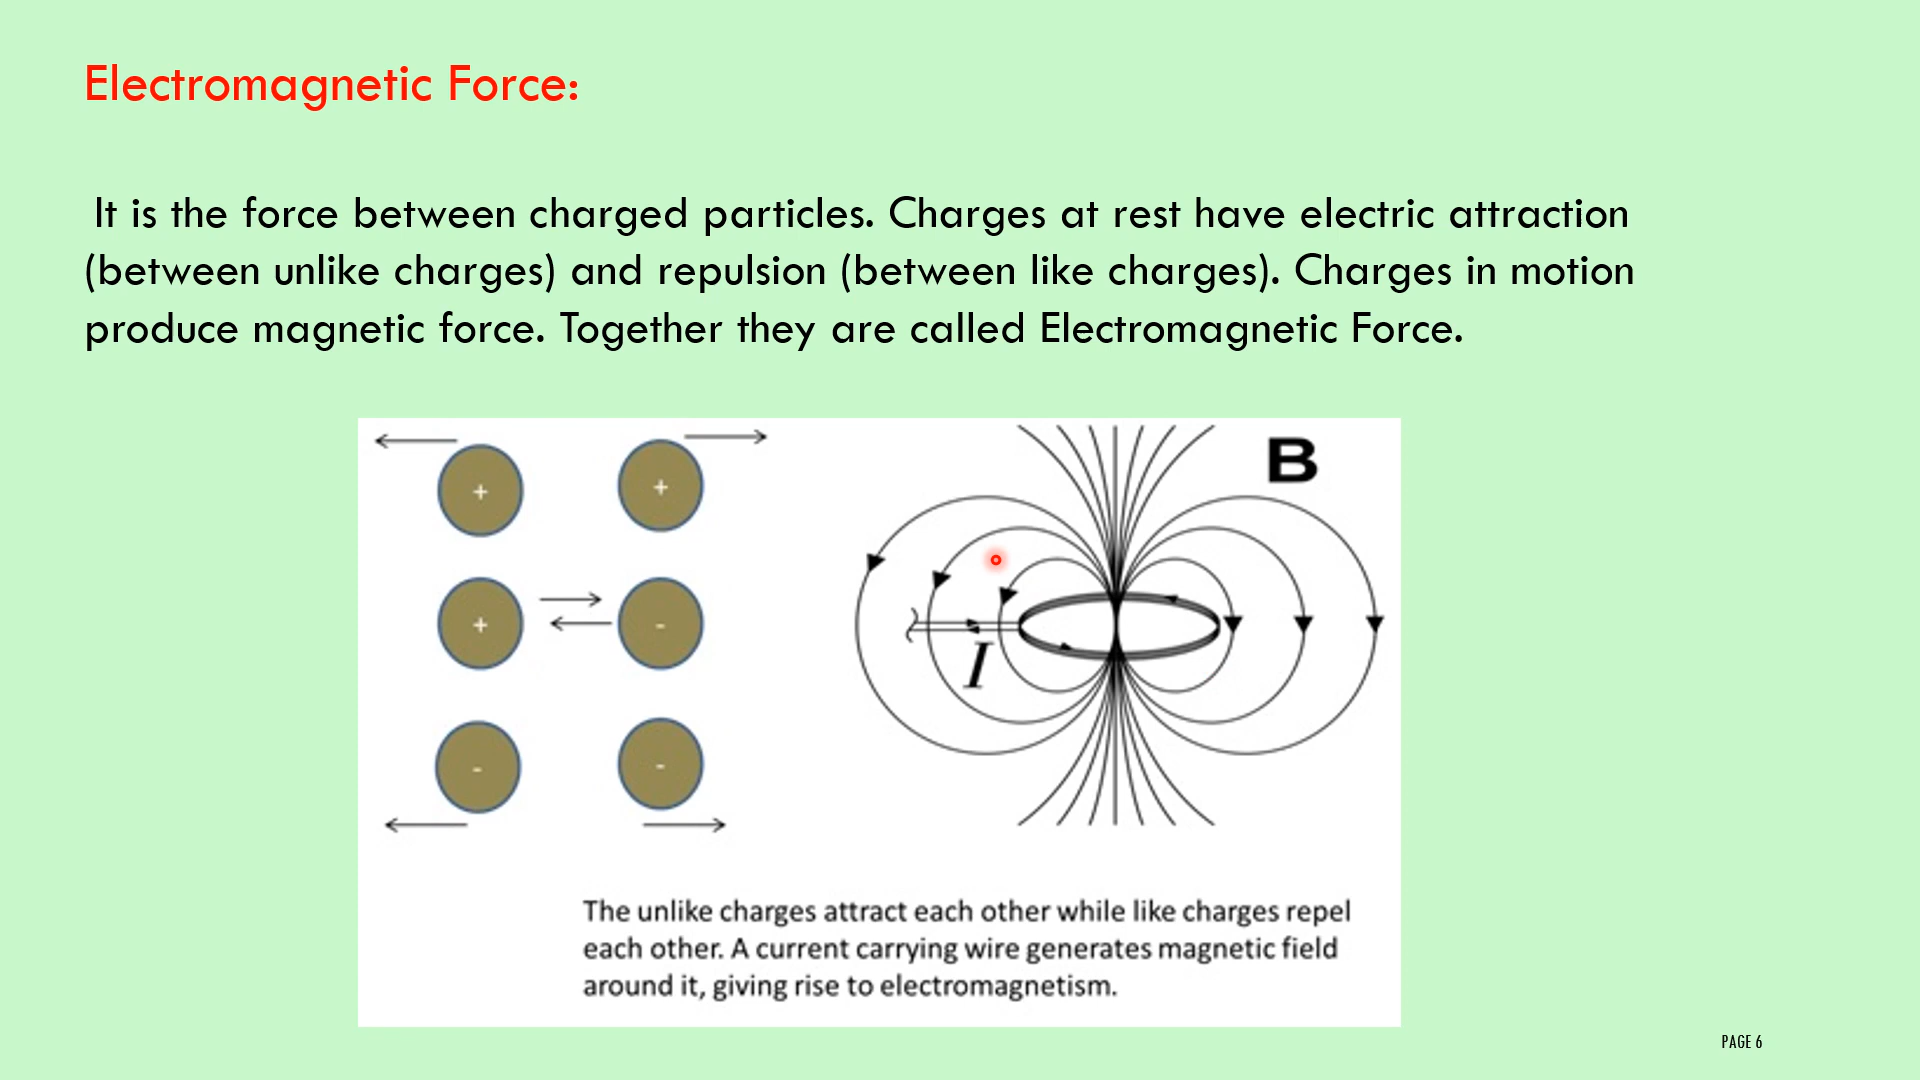 Electromagnetic Force:
It is the force between charged particles. Charges at rest have electric attraction
(between unlike charges) and repulsion (between like charges). Charges in motion
produce magnetic force. Together they are called Electromagnetic Force.
+ +
+ -
- -
B
I
The unlike charges attract each other while like charges repel
each other. A current carrying wire generates magnetic field
around it, giving rise to electromagnetism.
PAGE 6